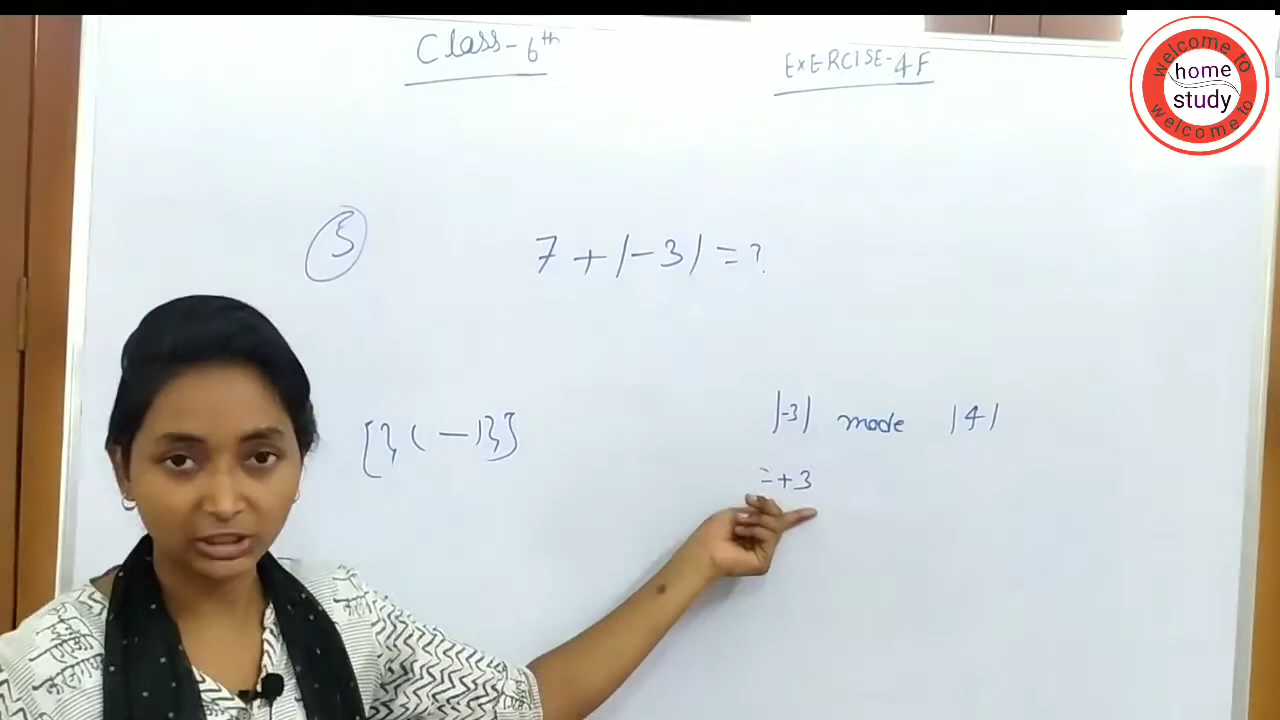 Class-6th
EXERCISE-4F
welcome to
home
study
welcome to
5
7 + |-3| = ?
|-3| mode |4|
= +3